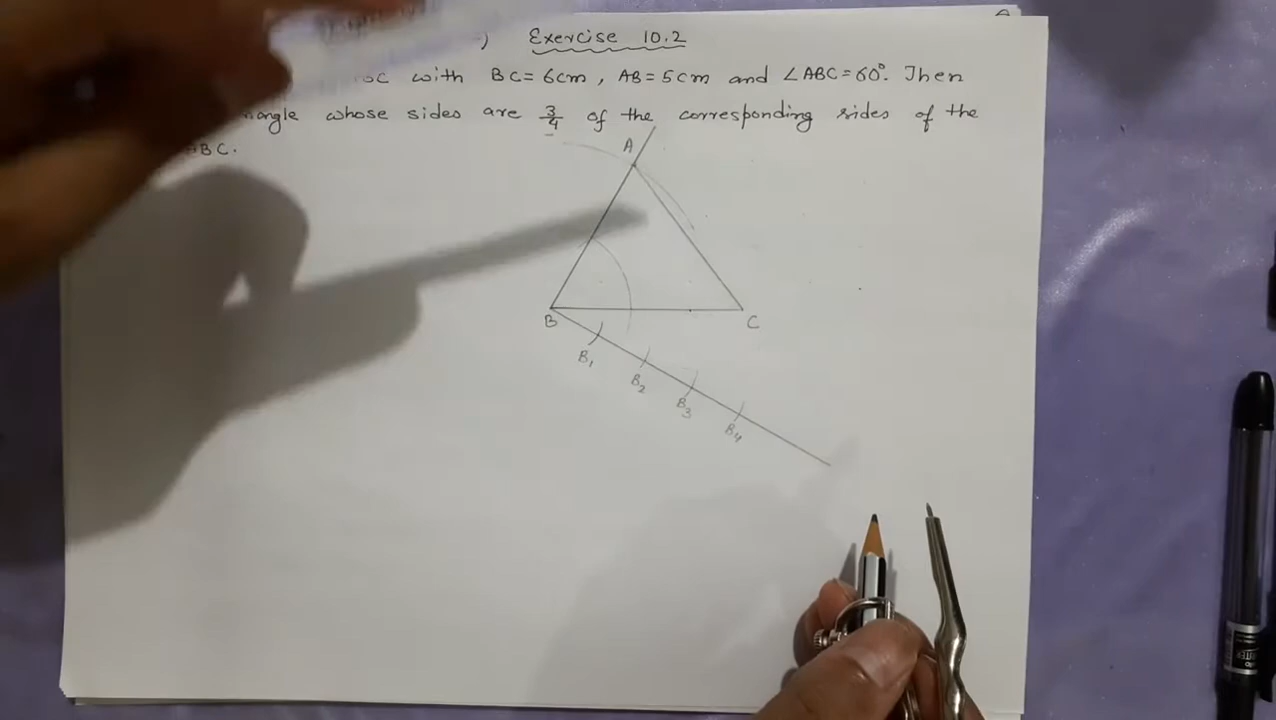 Exercise 10.2
with BC = 6cm, AB = 5cm and ∠ABC = 60°. Then
whose sides are 3/4 of the corresponding sides of the
BC.
A
B
C
B₁
B₂
B₃
B₄